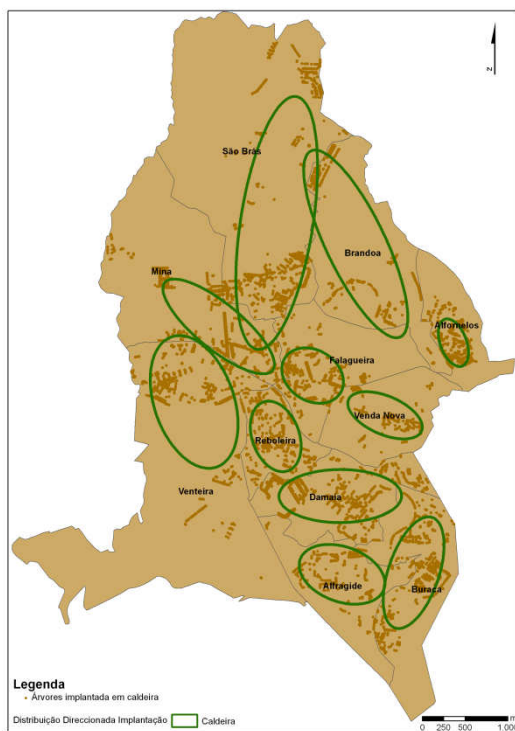 N
São Brás
Brandoa
Mina
Alfornelos
Falagueira
Venda Nova
Reboleira
Venteira
Damaia
Alfragide
Buraca
Legenda
Árvores implantada em caldeira
Distribuição Direccionada Implantação Caldeira
m
0 250 500 1.000